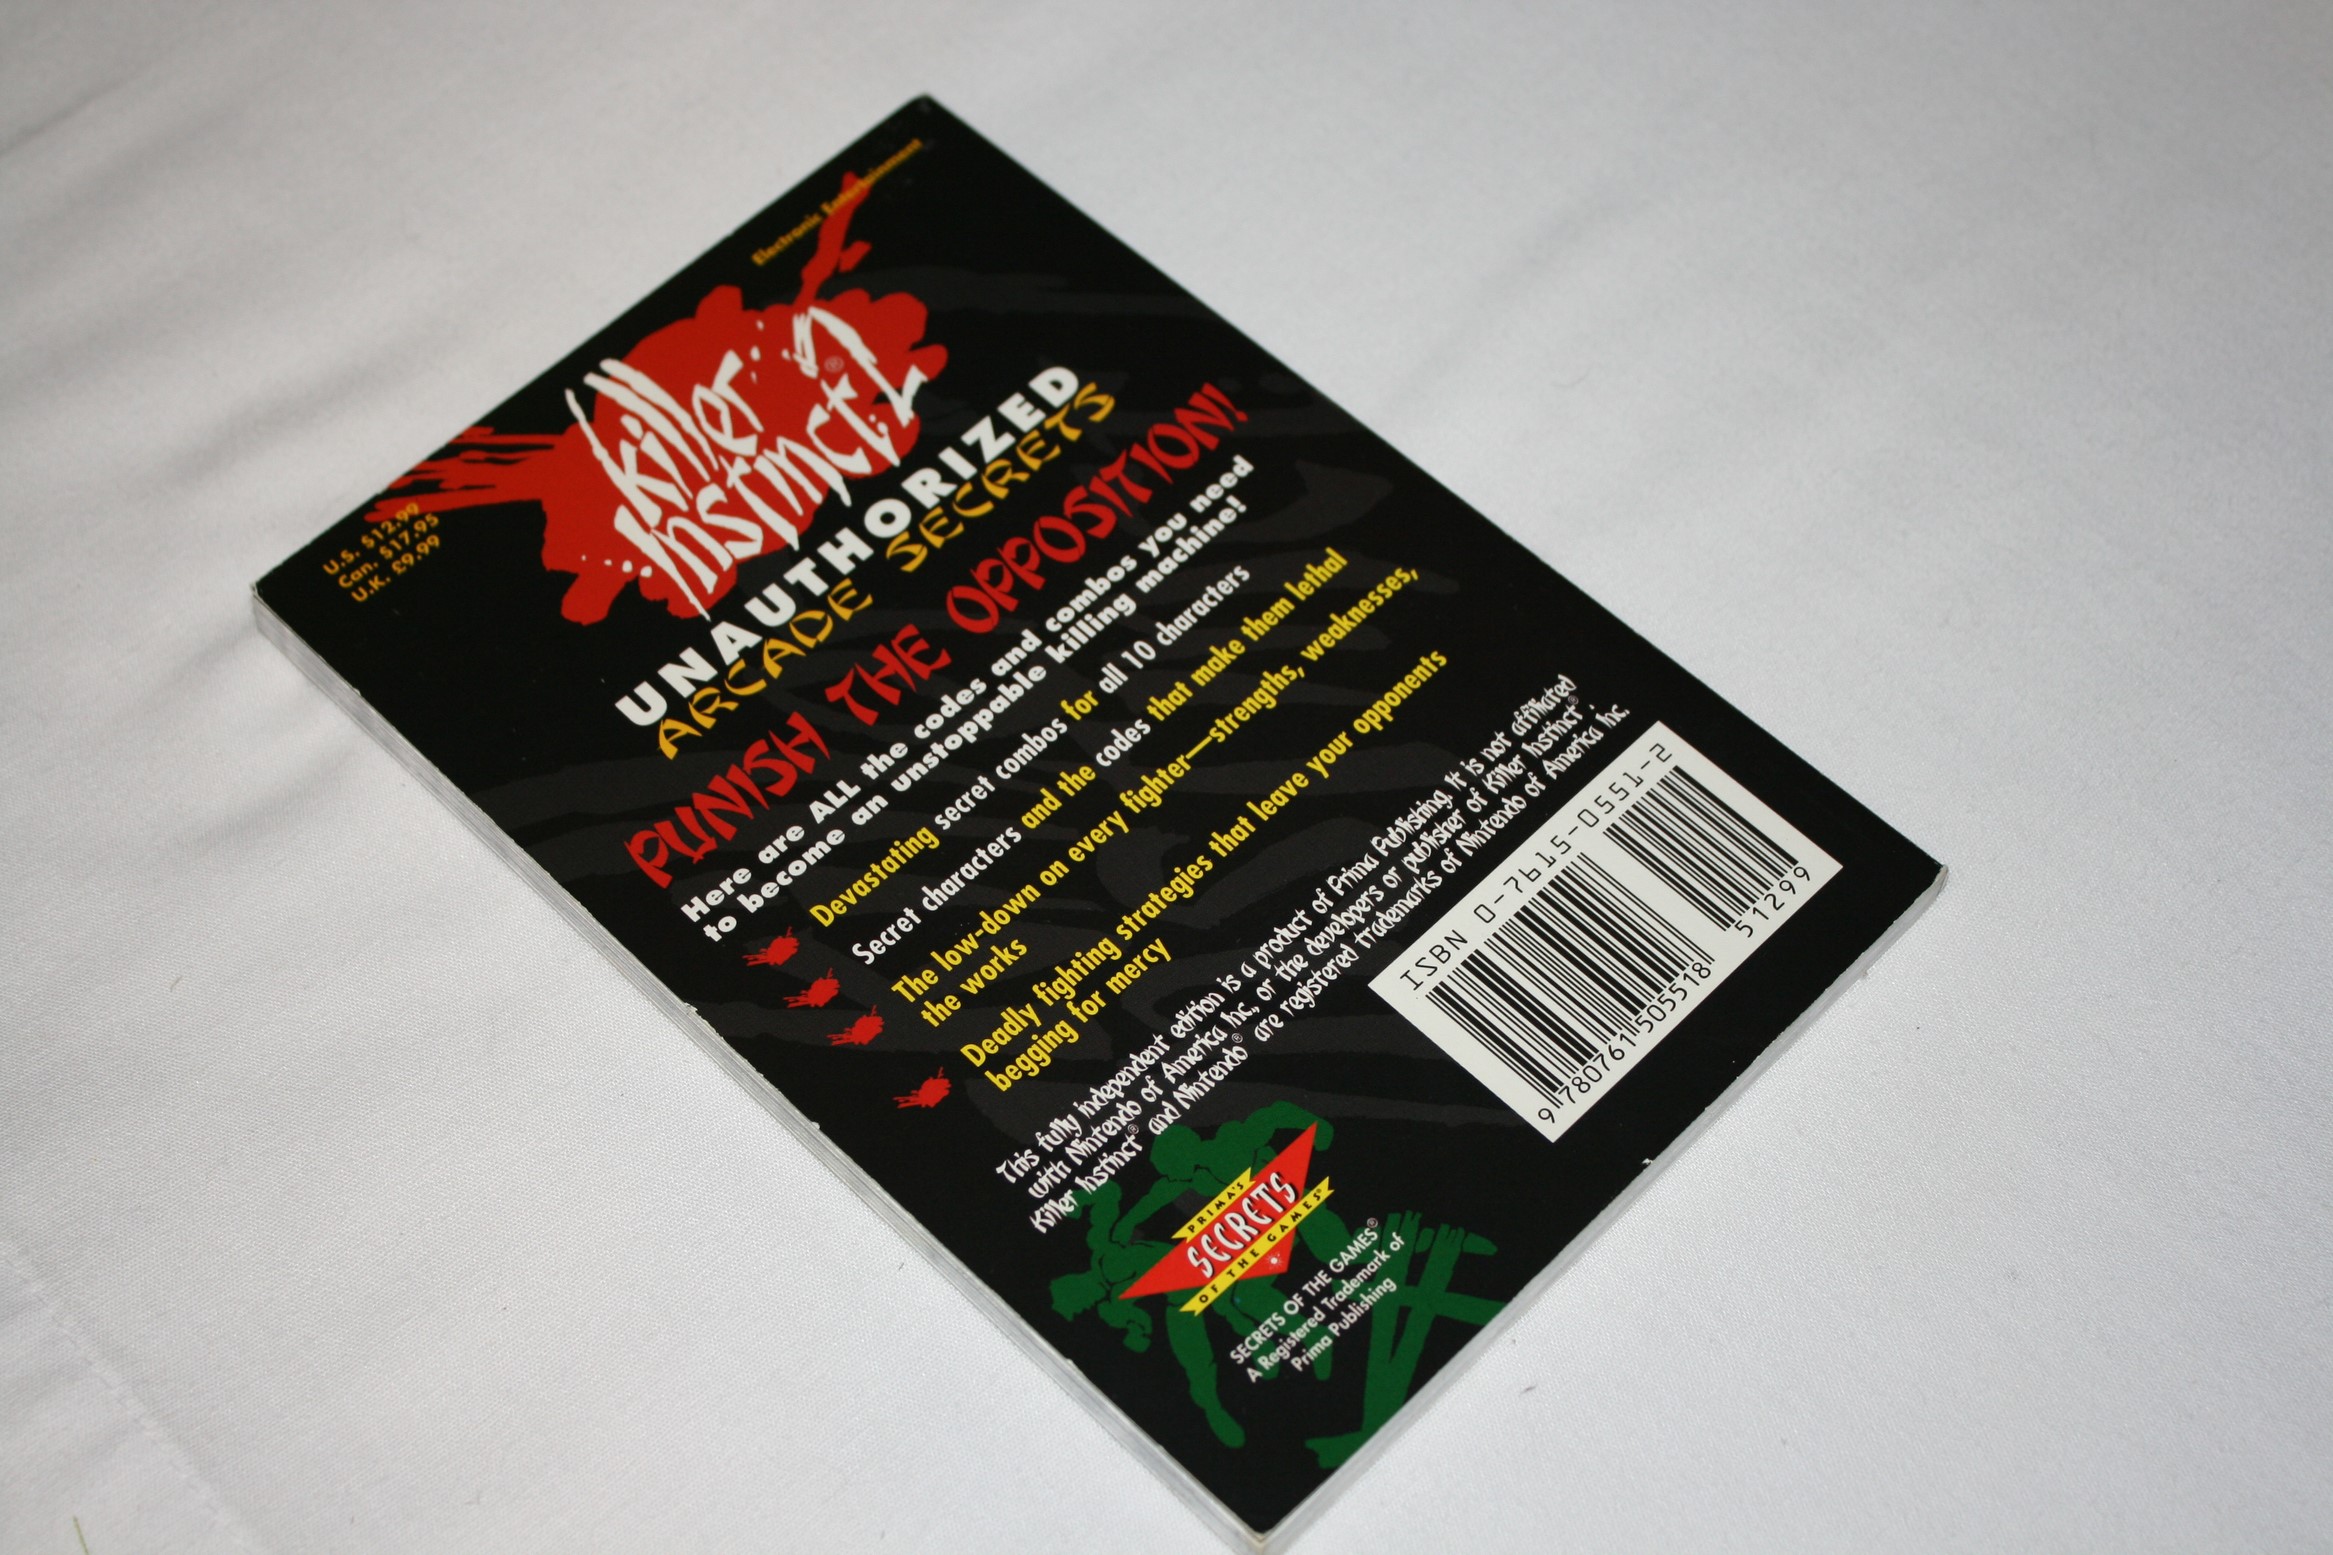 U.S. $12.99
Can. $17.95
U.K. £9.99
Electronic Entertainment
Killer
Instinct 2®
UNAUTHORIZED
ARCADE SECRETS
PUNISH THE OPPOSITION!
Here are ALL the codes and combos you need
to become an unstoppable killing machine!
Devastating secret combos for all 10 characters
Secret characters and the codes that make them lethal
The low-down on every fighter—strengths, weaknesses,
the works
Deadly fighting strategies that leave your opponents
begging for mercy
This fully independent edition is a product of Prima Publishing. It is not affiliated
with Nintendo of America Inc., or the developers or publisher of Killer Instinct®.
Killer Instinct® and Nintendo® are registered trademarks of Nintendo of America Inc.
PRIMA'S
SECRETS
OF THE GAMES®
SECRETS OF THE GAMES®
A Registered Trademark of
Prima Publishing
ISBN 0-7615-0551-2
9 780761 505518
51299